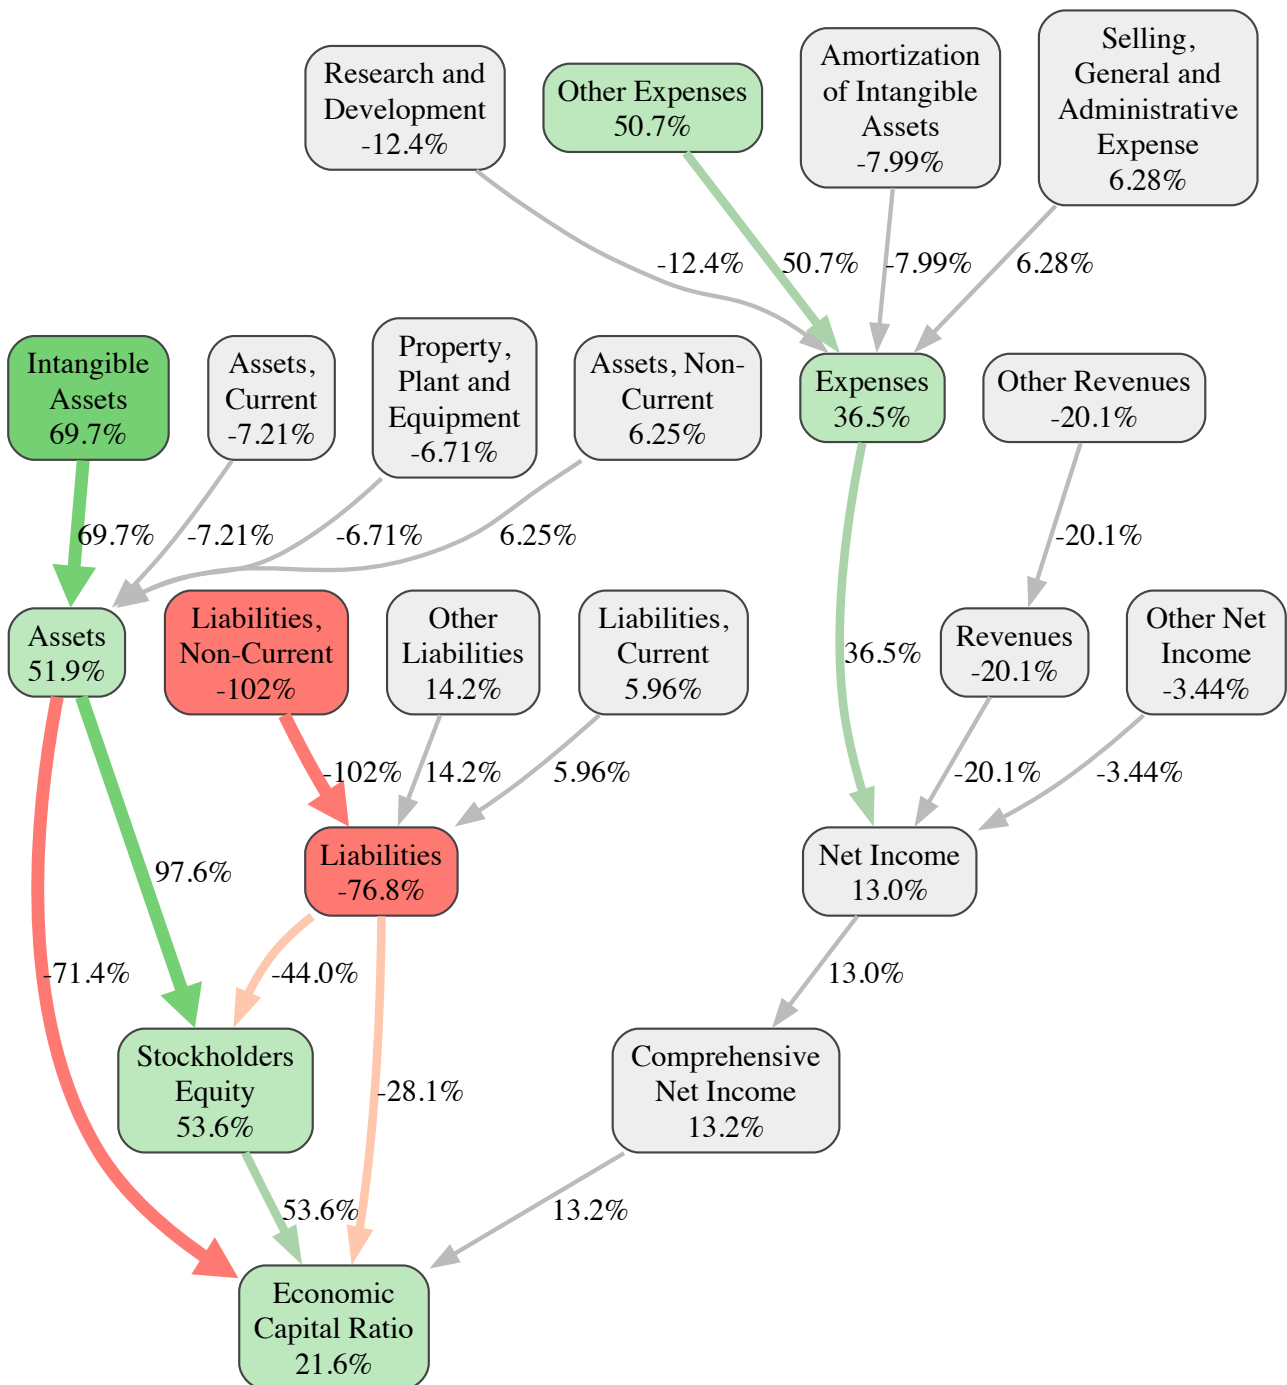 Research and
Development
-12.4%
Other Expenses
50.7%
Amortization
of Intangible
Assets
-7.99%
Selling,
General and
Administrative
Expense
6.28%
-12.4%
50.7%
-7.99%
6.28%
Intangible
Assets
69.7%
Assets,
Current
-7.21%
Property,
Plant and
Equipment
-6.71%
Assets, Non-
Current
6.25%
Expenses
36.5%
Other Revenues
-20.1%
69.7%
-7.21%
-6.71%
6.25%
-20.1%
Assets
51.9%
Liabilities,
Non-Current
-102%
Other
Liabilities
14.2%
Liabilities,
Current
5.96%
36.5%
Revenues
-20.1%
Other Net
Income
-3.44%
-102%
14.2%
5.96%
-20.1%
-3.44%
97.6%
Liabilities
-76.8%
Net Income
13.0%
-71.4%
-44.0%
13.0%
Stockholders
Equity
53.6%
-28.1%
Comprehensive
Net Income
13.2%
53.6%
13.2%
Economic
Capital Ratio
21.6%